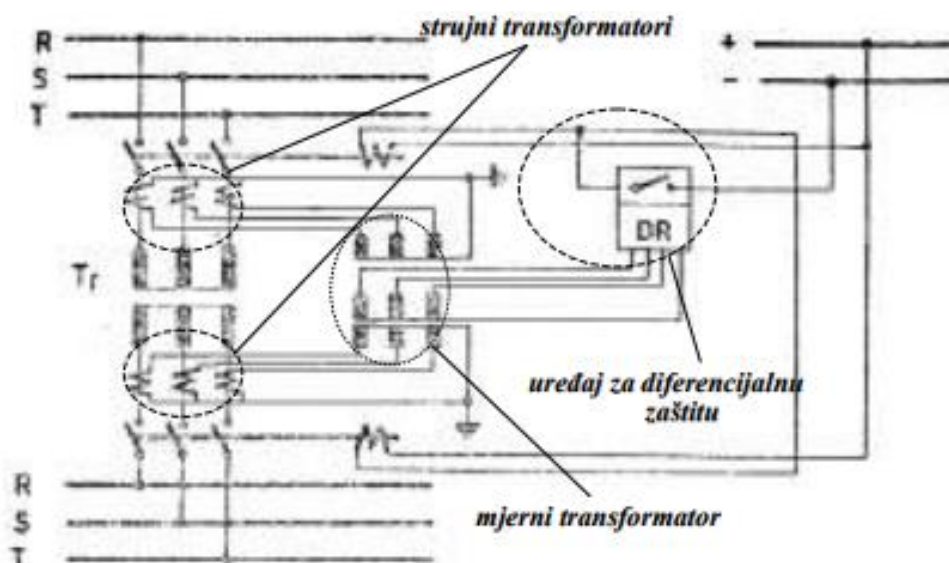 strujni transformatori
R
S
T
+
-
DR
Tr
uređaj za diferencijalnu
zaštitu
mjerni transformator
R
S
T